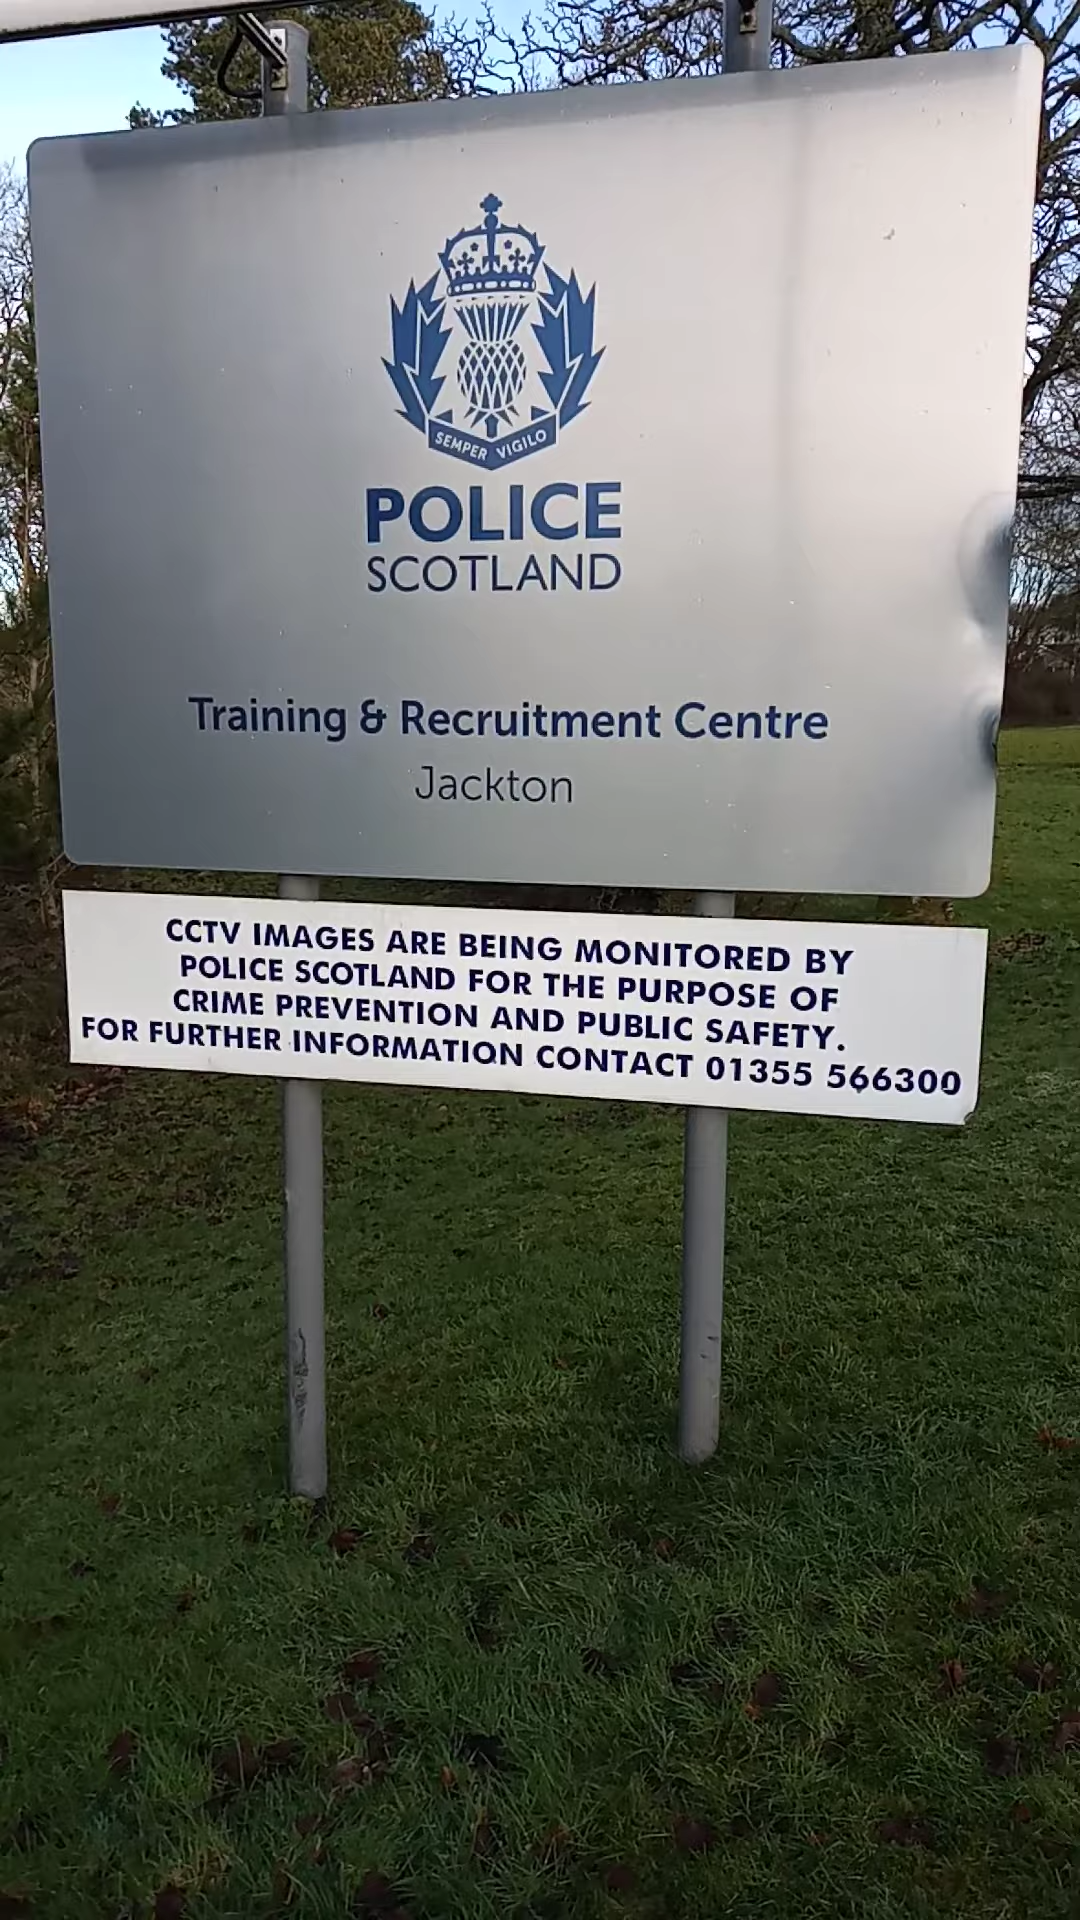 SEMPER VIGILO
POLICE
SCOTLAND
Training & Recruitment Centre
Jackton
CCTV IMAGES ARE BEING MONITORED BY
POLICE SCOTLAND FOR THE PURPOSE OF
CRIME PREVENTION AND PUBLIC SAFETY.
FOR FURTHER INFORMATION CONTACT 01355 566300